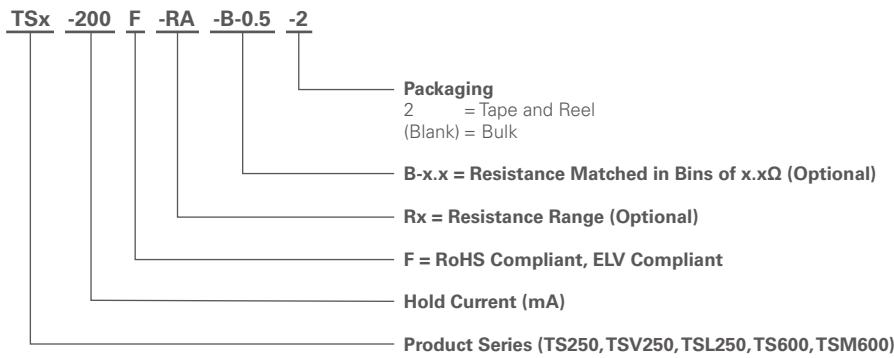 TSx -200 F -RA -B-0.5 -2
Packaging
2 = Tape and Reel
(Blank) = Bulk
B-x.x = Resistance Matched in Bins of x.xΩ (Optional)
Rx = Resistance Range (Optional)
F = RoHS Compliant, ELV Compliant
Hold Current (mA)
Product Series (TS250, TSV250, TSL250, TS600, TSM600)